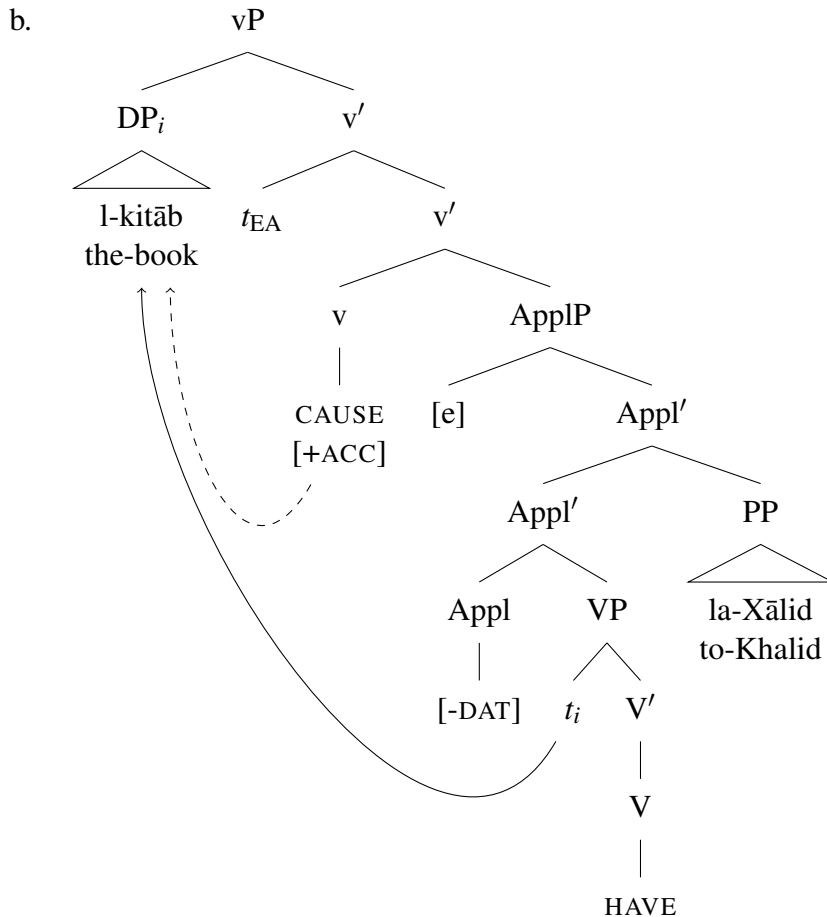 b.
vP
DP_i v′
l-kitāb t_EA v′
the-book
v ApplP
CAUSE [e] Appl′
[+ACC]
Appl′ PP
Appl VP la-Xālid
to-Khalid
[-DAT] t_i V′
V
HAVE